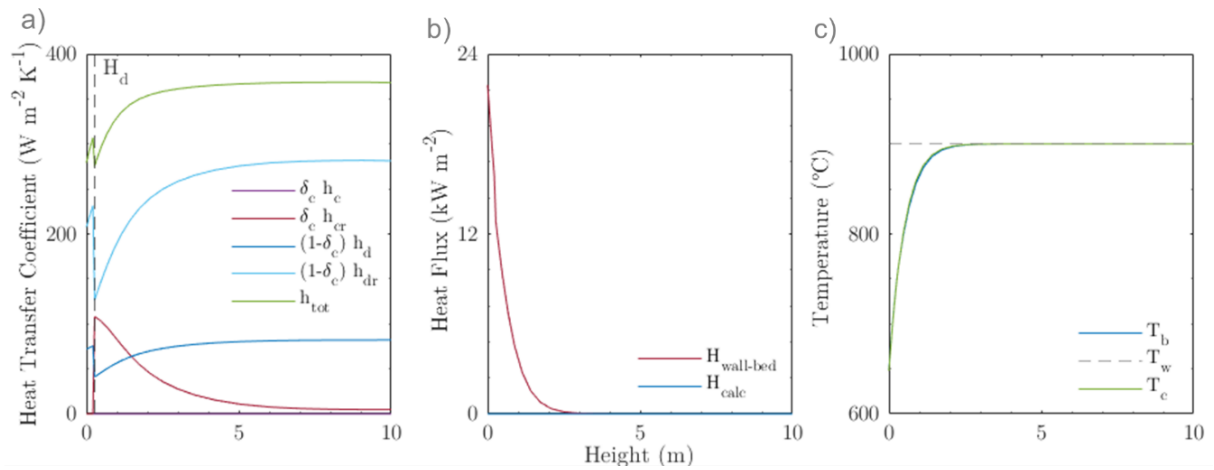 a)
Heat Transfer Coefficient (W m⁻² K⁻¹)
400
200
0
H_d
δ_c h_c
δ_c h_cr
(1-δ_c) h_d
(1-δ_c) h_dr
h_tot
0
5
10
b)
Heat Flux (kW m⁻²)
24
12
0
H_wall-bed
H_calc
0
5
10
Height (m)
c)
Temperature (°C)
1000
800
600
T_b
T_w
T_c
0
5
10